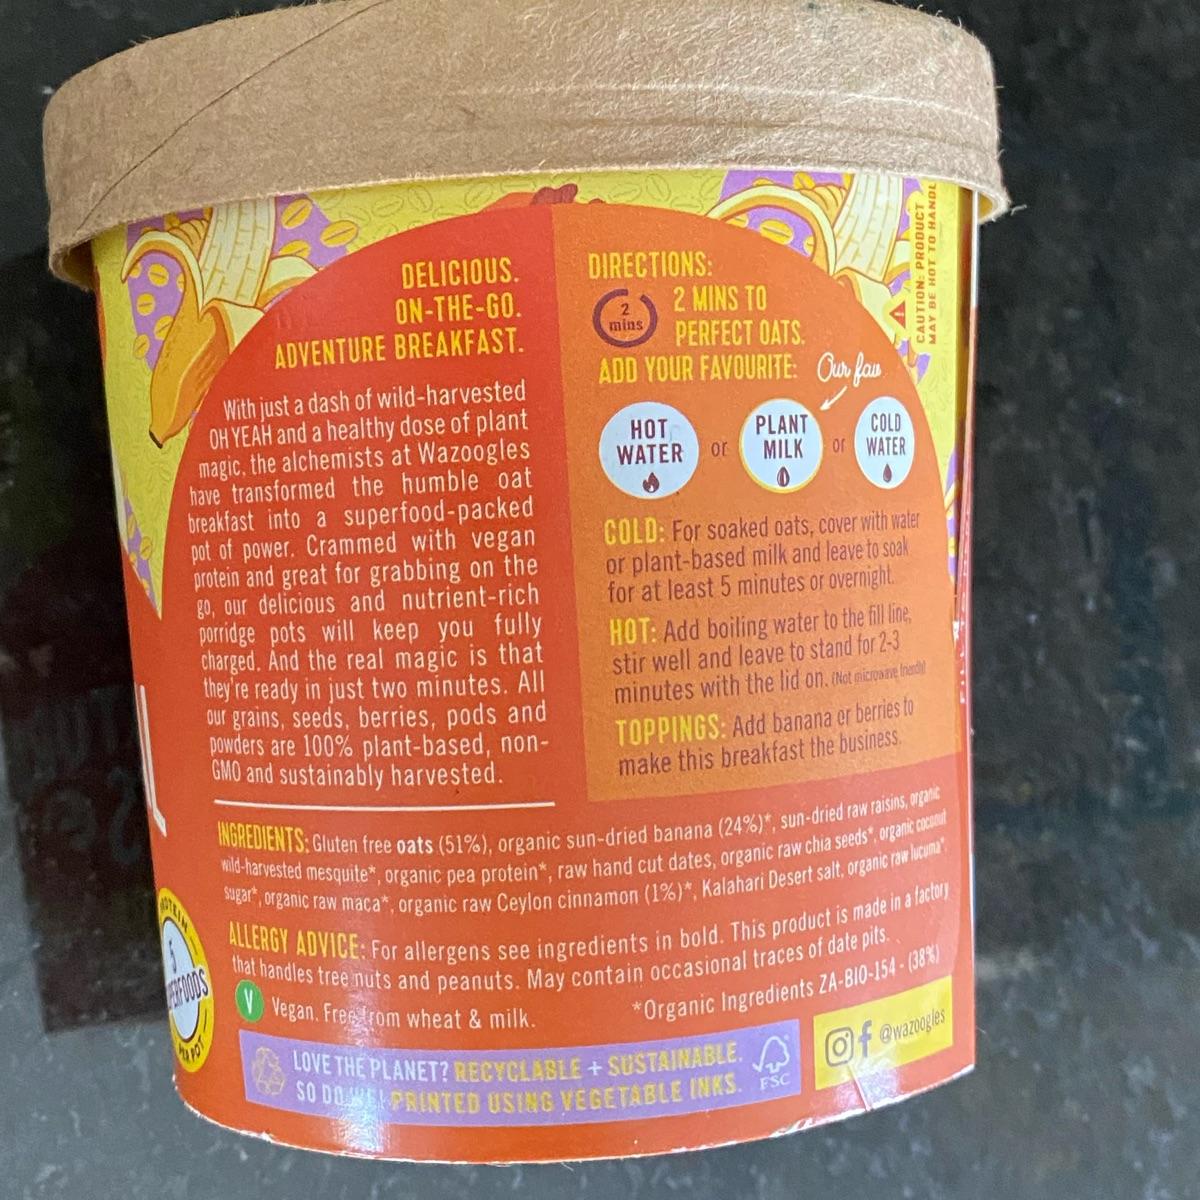 DELICIOUS.
ON-THE-GO.
ADVENTURE BREAKFAST.
With just a dash of wild-harvested
OH YEAH and a healthy dose of plant
magic, the alchemists at Wazoogles
have transformed the humble oat
breakfast into a superfood-packed
pot of power. Crammed with vegan
protein and great for grabbing on the
go, our delicious and nutrient-rich
porridge pots will keep you fully
charged. And the real magic is that
they're ready in just two minutes. All
our grains, seeds, berries, pods and
powders are 100% plant-based, non-
GMO and sustainably harvested.
DIRECTIONS:
2
mins
2 MINS TO
PERFECT OATS.
ADD YOUR FAVOURITE:
Our fav
HOT
WATER
or
PLANT
MILK
or
COLD
WATER
COLD: For soaked oats, cover with water
or plant-based milk and leave to soak
for at least 5 minutes or overnight.
HOT: Add boiling water to the fill line,
stir well and leave to stand for 2-3
minutes with the lid on. (Not microwave friendly)
TOPPINGS: Add banana or berries to
make this breakfast the business.
CAUTION: PRODUCT
MAY BE HOT TO HANDL
INGREDIENTS: Gluten free oats (51%), organic sun-dried banana (24%)*, sun-dried raw raisins, organic
wild-harvested mesquite*, organic pea protein*, raw hand cut dates, organic raw chia seeds*, organic coconut
sugar*, organic raw maca*, organic raw Ceylon cinnamon (1%)*, Kalahari Desert salt, organic raw lucuma*.
ALLERGY ADVICE: For allergens see ingredients in bold. This product is made in a factory
that handles tree nuts and peanuts. May contain occasional traces of date pits.
V
Vegan. Free from wheat & milk.
*Organic Ingredients ZA-BIO-154 - (38%)
5
PER POT
LOVE THE PLANET? RECYCLABLE + SUSTAINABLE.
SO DO WE! PRINTED USING VEGETABLE INKS.
FSC
@wazoogles